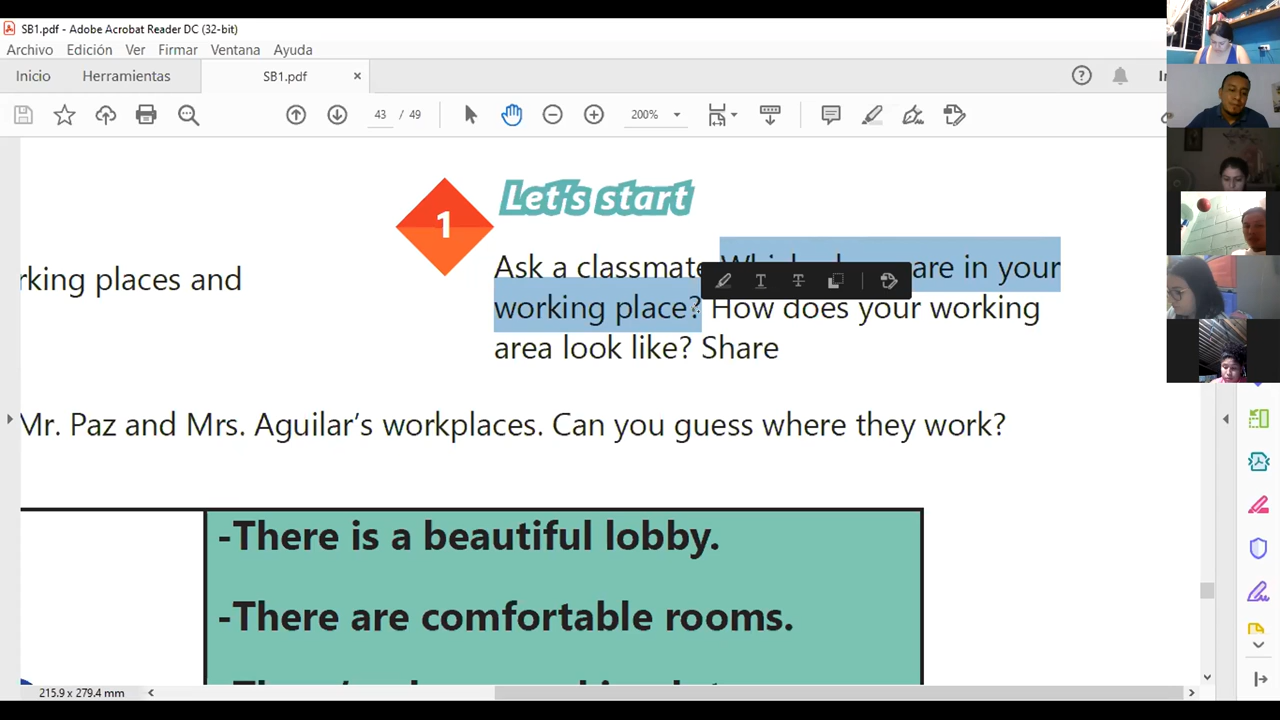 SB1.pdf - Adobe Acrobat Reader DC (32-bit)
Archivo Edición Ver Firmar Ventana Ayuda
Inicio Herramientas SB1.pdf ×
43 / 49 200%
1 Let's start
Ask a classmate are in your
rking places and
working place? How does your working
area look like? Share
Mr. Paz and Mrs. Aguilar's workplaces. Can you guess where they work?
-There is a beautiful lobby.
-There are comfortable rooms.
215.9 x 279.4 mm